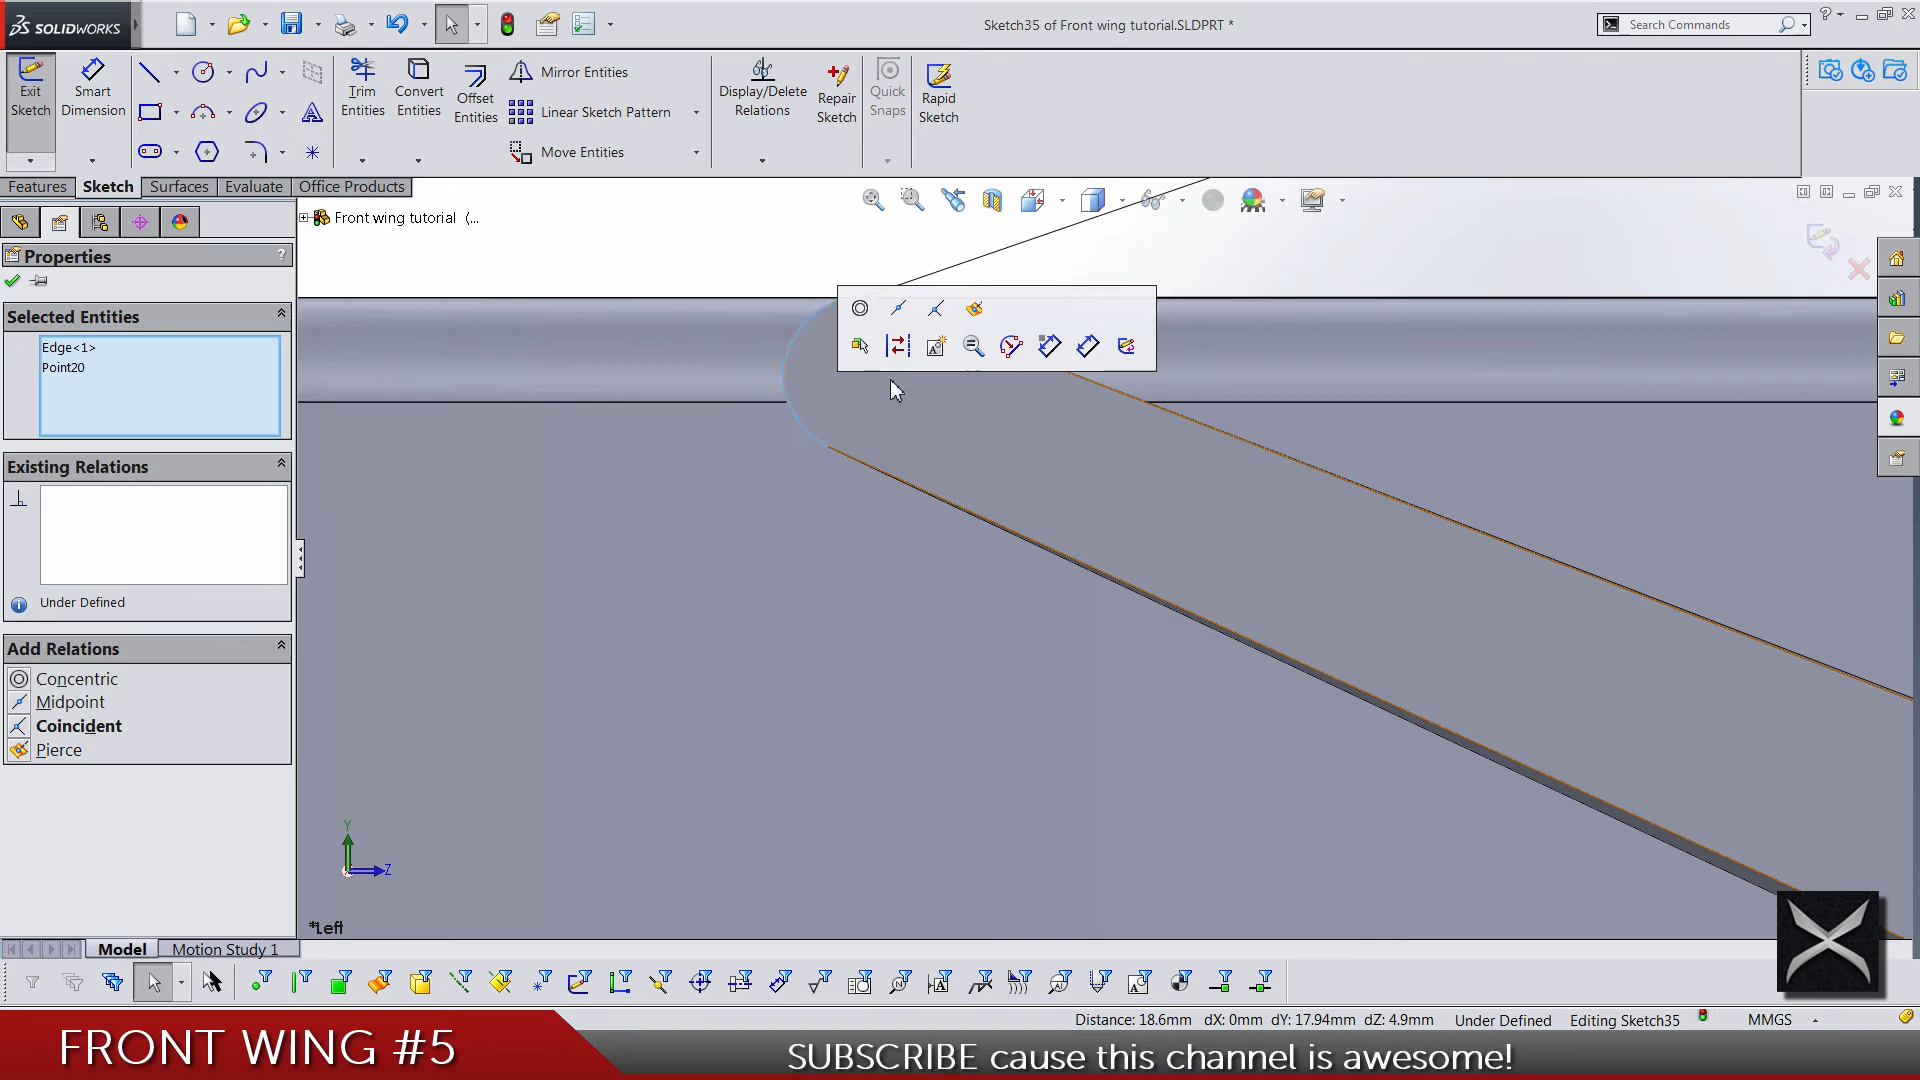 SOLIDWORKS
Sketch35 of Front wing tutorial.SLDPRT *
Search Commands
Exit Sketch
Smart Dimension
Trim Entities
Convert Entities
Offset Entities
Mirror Entities
Linear Sketch Pattern
Move Entities
Display/Delete Relations
Repair Sketch
Quick Snaps
Rapid Sketch
Features
Sketch
Surfaces
Evaluate
Office Products
Front wing tutorial (...
Properties
?
Selected Entities
Edge<1>
Point20
Existing Relations
Under Defined
Add Relations
Concentric
Midpoint
Coincident
Pierce
Y
Z
*Left
Model
Motion Study 1
Distance: 18.6mm dX: 0mm dY: 17.94mm dZ: 4.9mm
Under Defined
Editing Sketch35
MMGS
FRONT WING #5
SUBSCRIBE cause this channel is awesome!